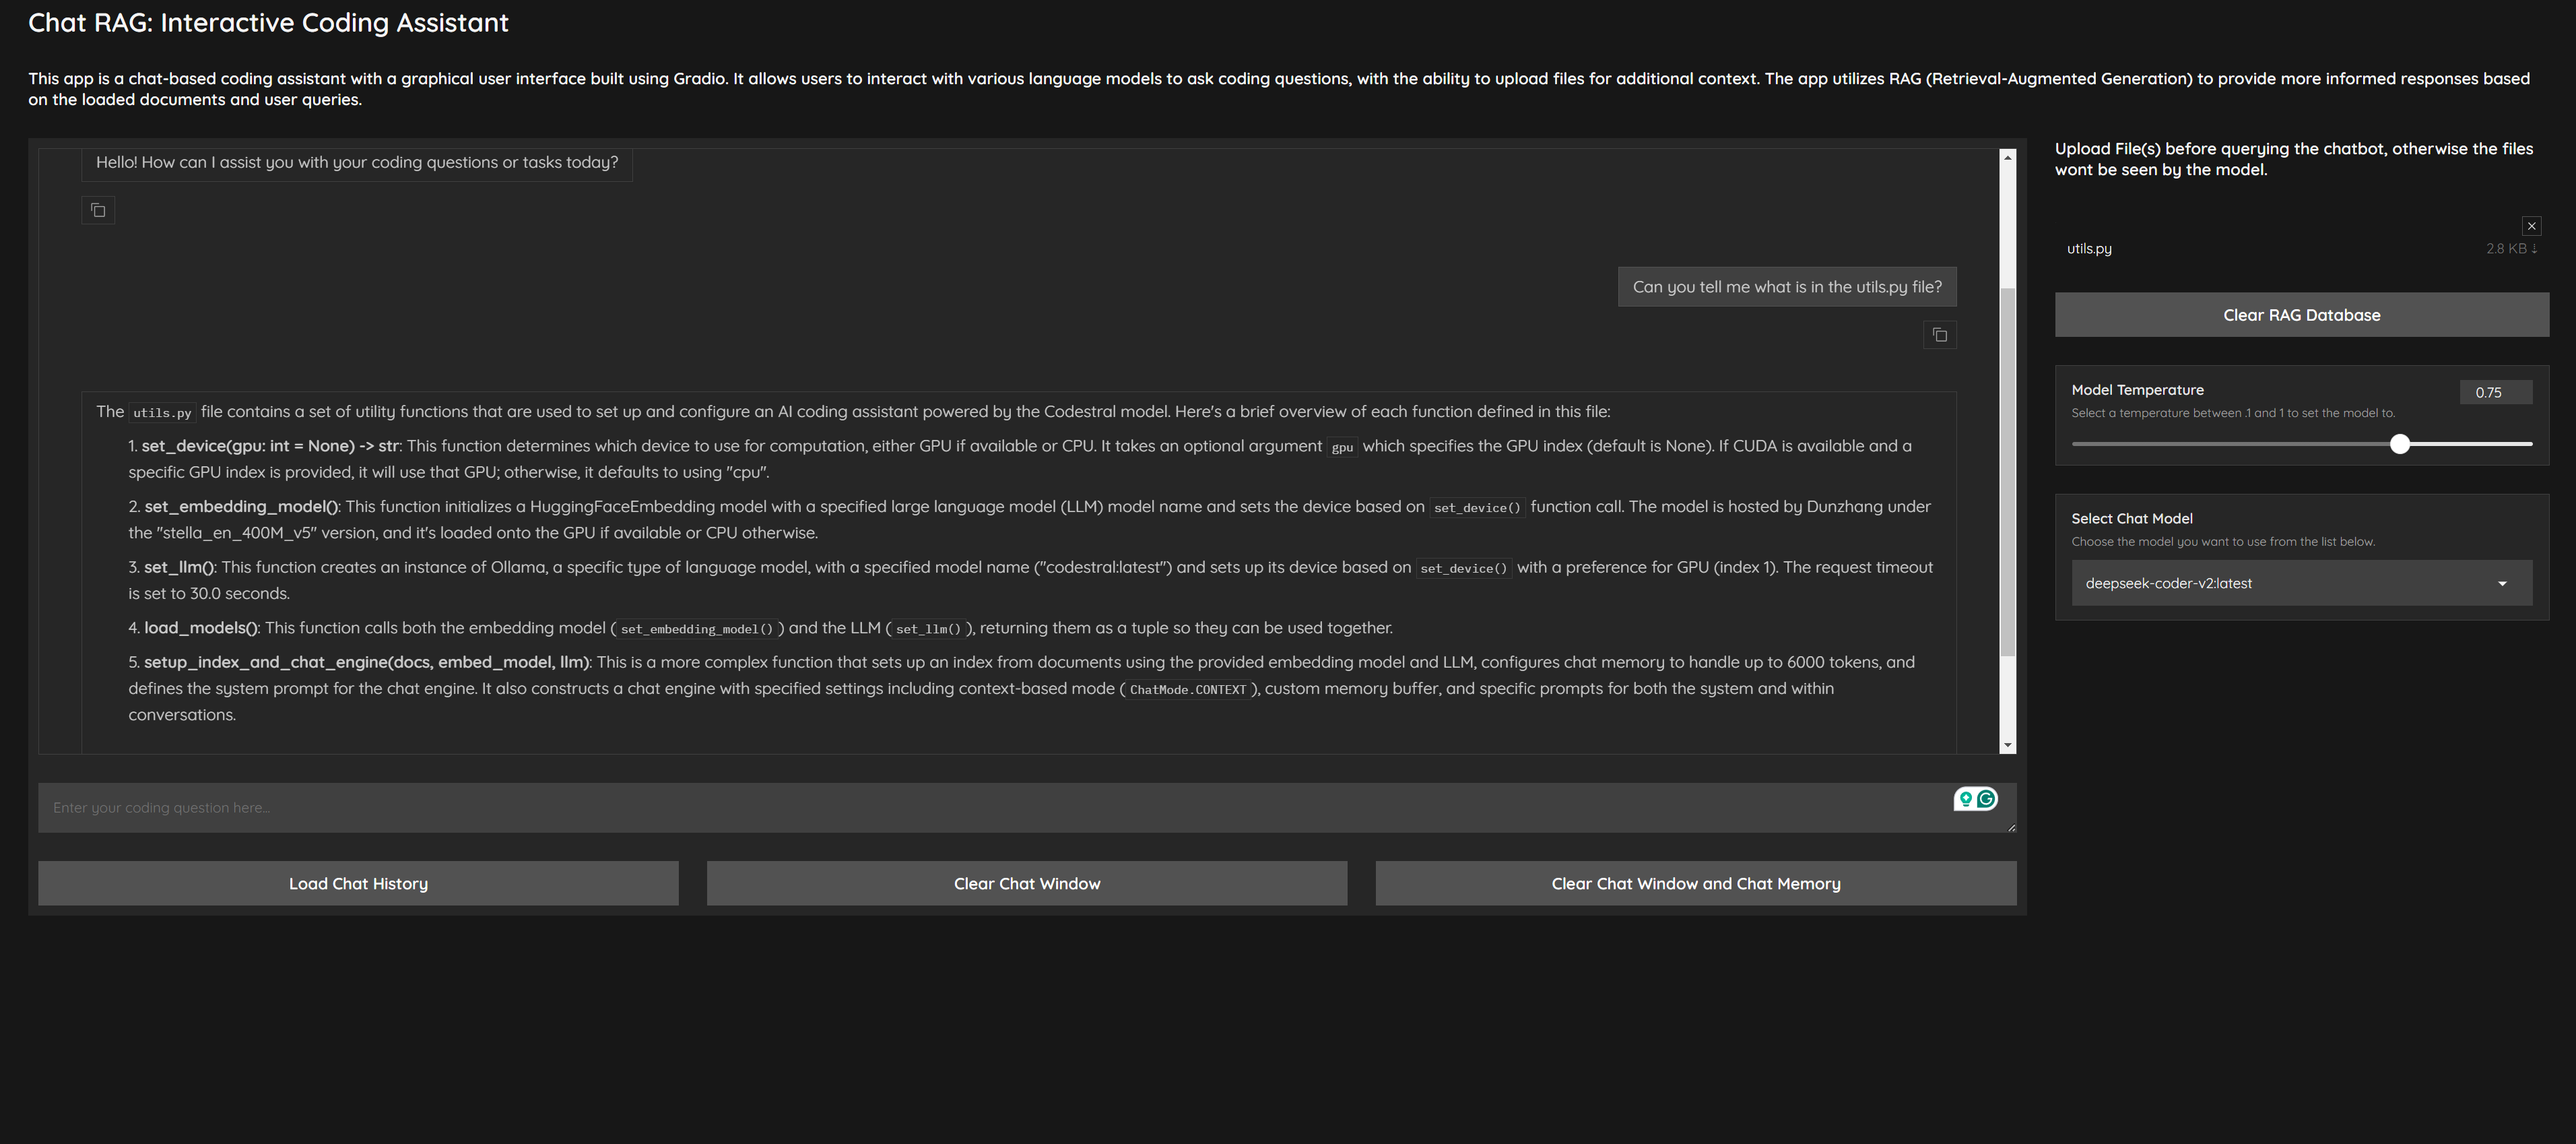 Chat RAG: Interactive Coding Assistant
This app is a chat-based coding assistant with a graphical user interface built using Gradio. It allows users to interact with various language models to ask coding questions, with the ability to upload files for additional context. The app utilizes RAG (Retrieval-Augmented Generation) to provide more informed responses based
on the loaded documents and user queries.
Hello! How can I assist you with your coding questions or tasks today?
Can you tell me what is in the utils.py file?
The utils.py file contains a set of utility functions that are used to set up and configure an AI coding assistant powered by the Codestral model. Here's a brief overview of each function defined in this file:
1. set_device(gpu: int = None) -> str: This function determines which device to use for computation, either GPU if available or CPU. It takes an optional argument gpu which specifies the GPU index (default is None). If CUDA is available and a
specific GPU index is provided, it will use that GPU; otherwise, it defaults to using "cpu".
2. set_embedding_model(): This function initializes a HuggingFaceEmbedding model with a specified large language model (LLM) model name and sets the device based on set_device() function call. The model is hosted by Dunzhang under
the "stella_en_400M_v5" version, and it's loaded onto the GPU if available or CPU otherwise.
3. set_llm(): This function creates an instance of Ollama, a specific type of language model, with a specified model name ("codestral:latest") and sets up its device based on set_device() with a preference for GPU (index 1). The request timeout
is set to 30.0 seconds.
4. load_models(): This function calls both the embedding model ( set_embedding_model() ) and the LLM ( set_llm() ), returning them as a tuple so they can be used together.
5. setup_index_and_chat_engine(docs, embed_model, llm): This is a more complex function that sets up an index from documents using the provided embedding model and LLM, configures chat memory to handle up to 6000 tokens, and
defines the system prompt for the chat engine. It also constructs a chat engine with specified settings including context-based mode ( ChatMode.CONTEXT ), custom memory buffer, and specific prompts for both the system and within
conversations.
Enter your coding question here...
Load Chat History
Clear Chat Window
Clear Chat Window and Chat Memory
Upload File(s) before querying the chatbot, otherwise the files
wont be seen by the model.
utils.py
2.8 KB ↓
Clear RAG Database
Model Temperature
0.75
Select a temperature between .1 and 1 to set the model to.
Select Chat Model
Choose the model you want to use from the list below.
deepseek-coder-v2:latest